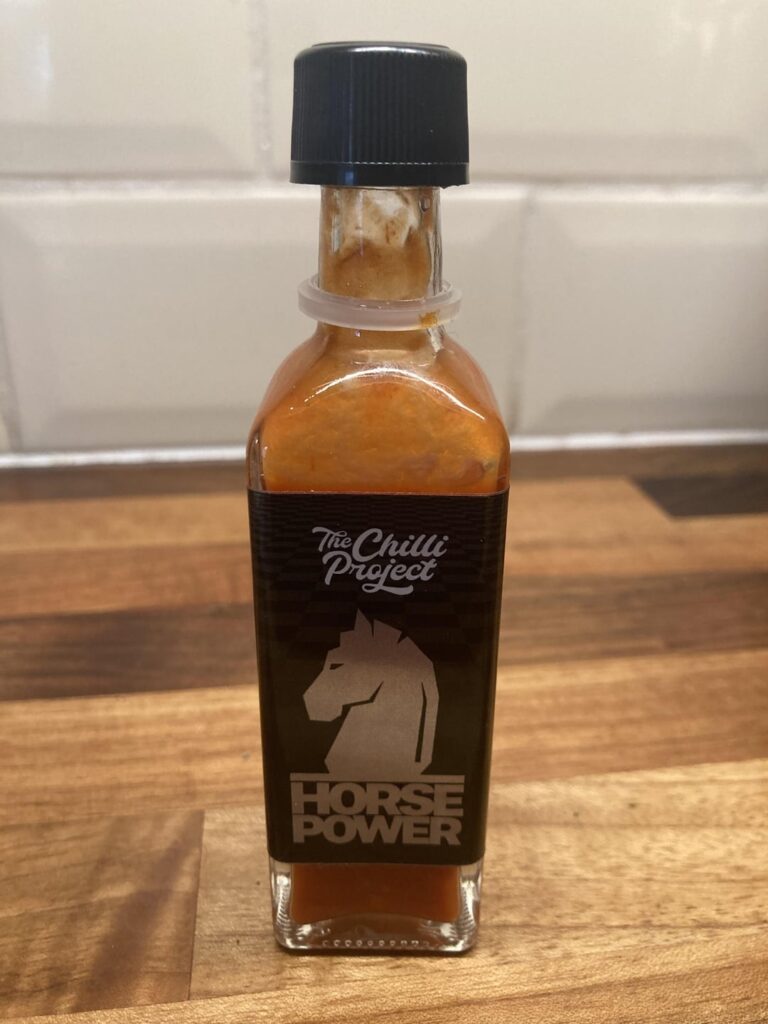 The Chilli
Project
HORSE
POWER